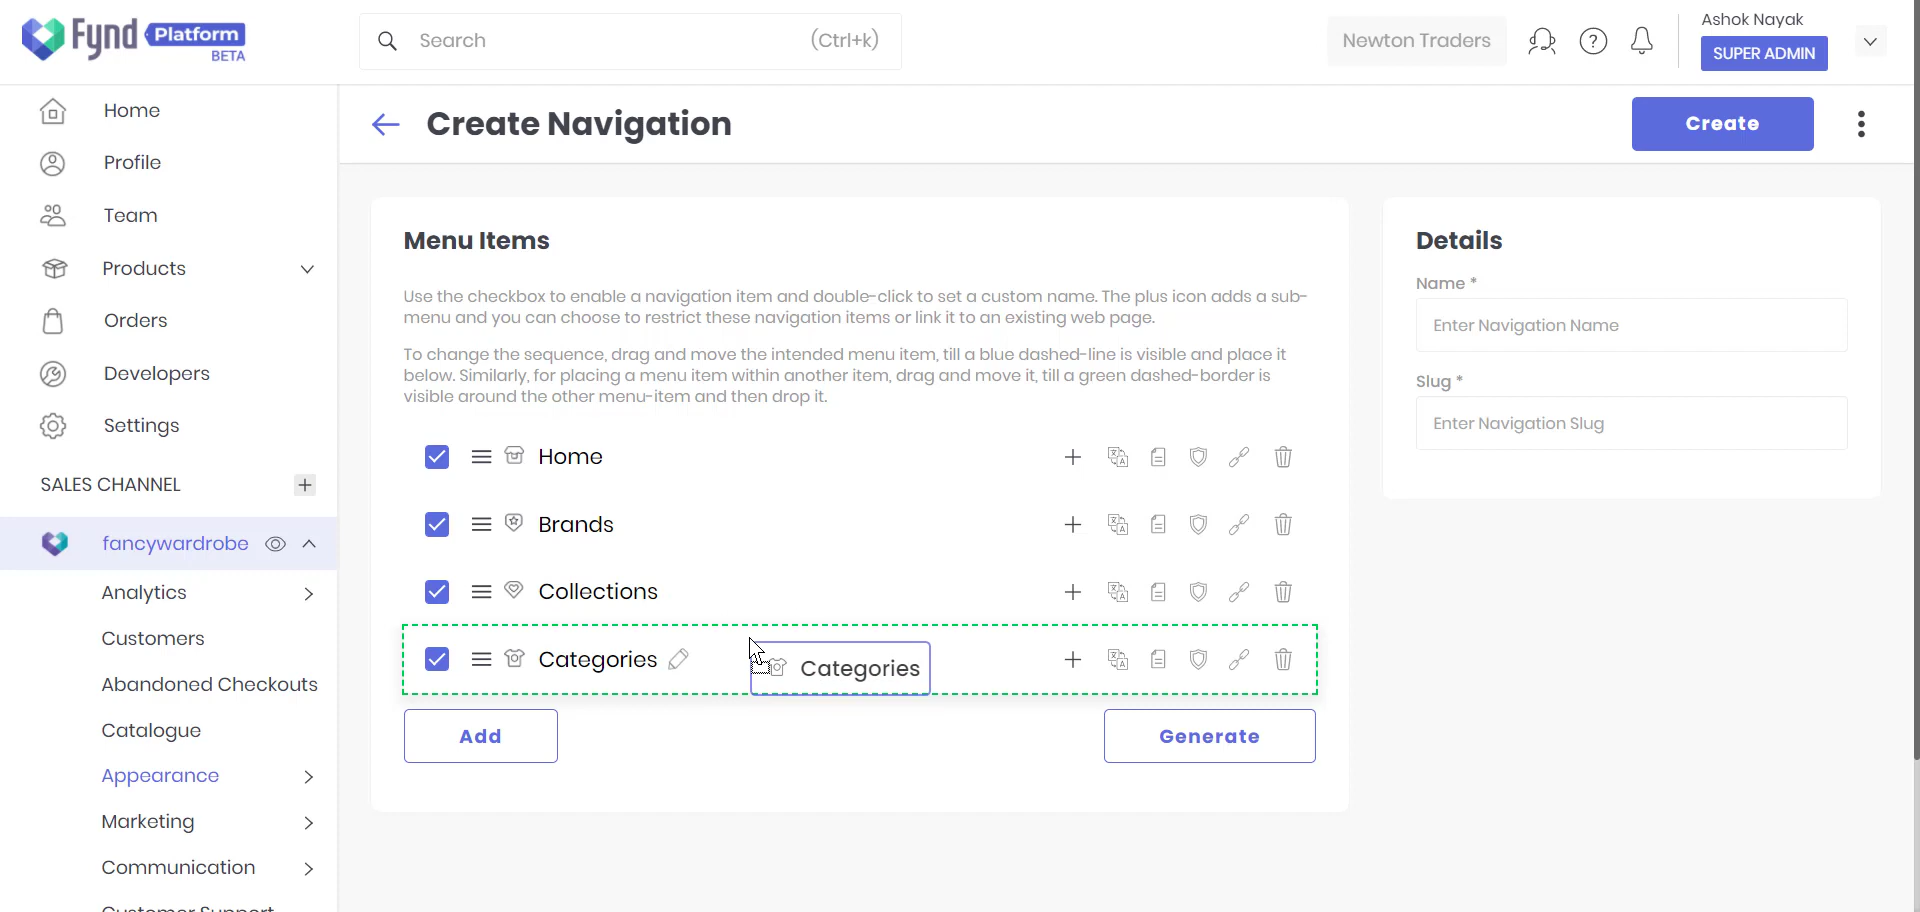 Fynd Platform
BETA
Search (Ctrl+k)
Newton Traders
Ashok Nayak
SUPER ADMIN
Home
Profile
Team
Products
Orders
Developers
Settings
SALES CHANNEL
fancywardrobe
Analytics
Customers
Abandoned Checkouts
Catalogue
Appearance
Marketing
Communication
Customer Support
Create Navigation
Create
Menu Items
Use the checkbox to enable a navigation item and double-click to set a custom name. The plus icon adds a sub-
menu and you can choose to restrict these navigation items or link it to an existing web page.
To change the sequence, drag and move the intended menu item, till a blue dashed-line is visible and place it
below. Similarly, for placing a menu item within another item, drag and move it, till a green dashed-border is
visible around the other menu-item and then drop it.
Home
Brands
Collections
Categories
Categories
Add
Generate
Details
Name *
Enter Navigation Name
Slug *
Enter Navigation Slug